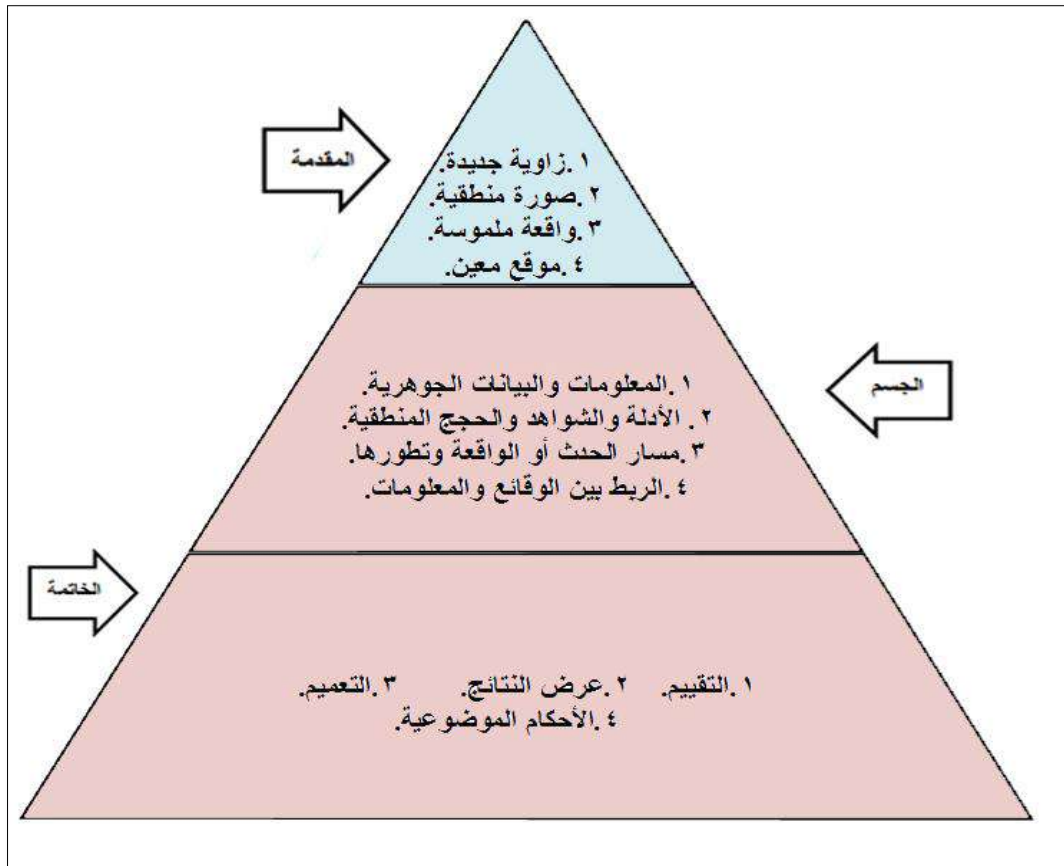 المقدمة
١.زاوية جديدة.
٢.صورة منطقية.
٣.واقعة ملموسة.
٤.موقع معين.
الجسم
١.المعلومات والبيانات الجوهرية.
٢. الأدلة والشواهد والحجج المنطقية.
٣.مسار الحدث أو الواقعة وتطورها.
٤.الربط بين الوقائع والمعلومات.
الخاتمة
١.التقييم. ٢.عرض النتائج. ٣.التعميم.
٤.الأحكام الموضوعية.